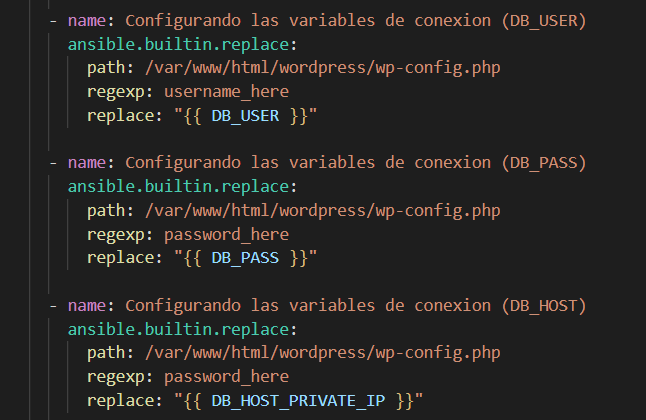 - name: Configurando las variables de conexion (DB_USER)
ansible.builtin.replace:
path: /var/www/html/wordpress/wp-config.php
regexp: username_here
replace: "{{ DB_USER }}"
- name: Configurando las variables de conexion (DB_PASS)
ansible.builtin.replace:
path: /var/www/html/wordpress/wp-config.php
regexp: password_here
replace: "{{ DB_PASS }}"
- name: Configurando las variables de conexion (DB_HOST)
ansible.builtin.replace:
path: /var/www/html/wordpress/wp-config.php
regexp: password_here
replace: "{{ DB_HOST_PRIVATE_IP }}"